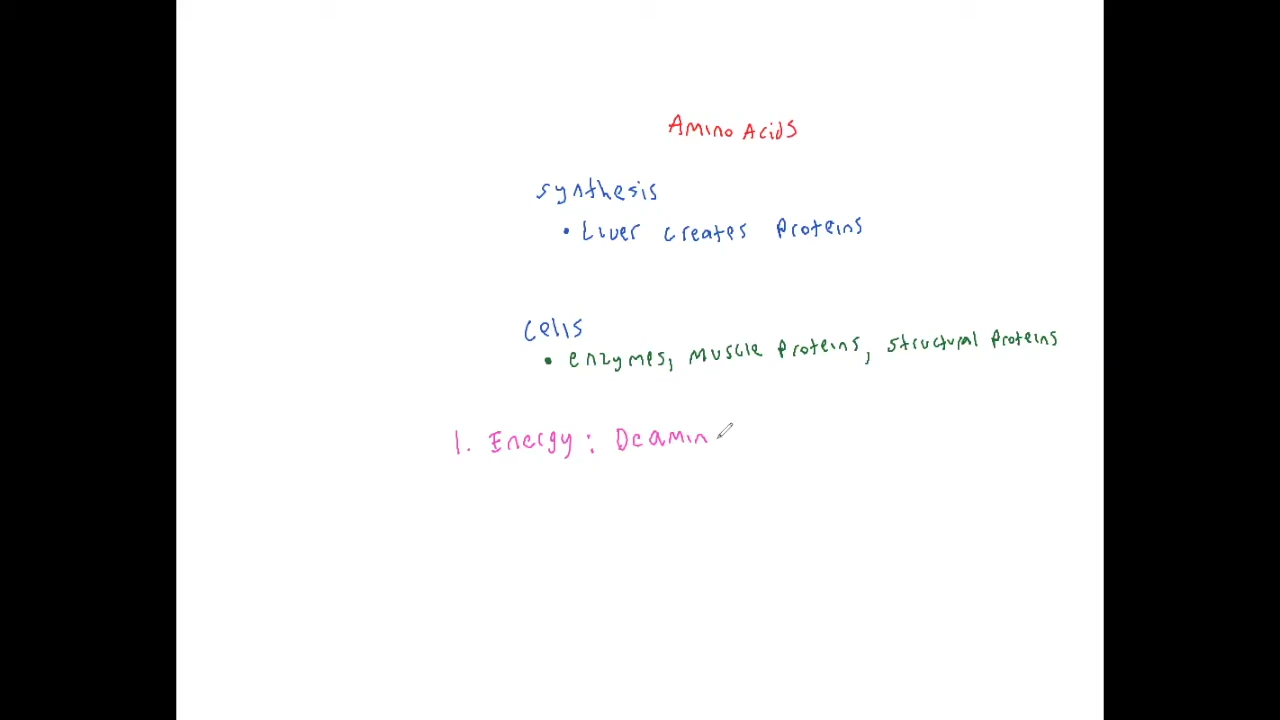 Amino Acids
synthesis
• Liver creates Proteins
cells
• enzymes, Muscle Proteins, structural Proteins
1. Energy: Deamin